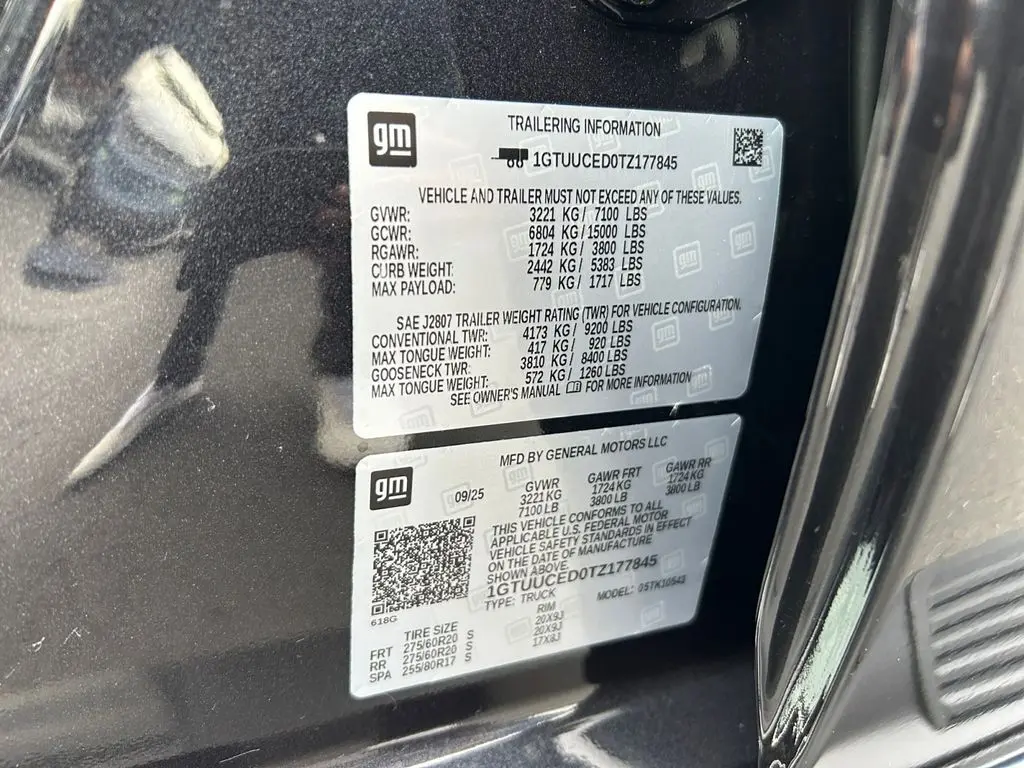 gm
TRAILERING INFORMATION
1GTUUCED0TZ177845
VEHICLE AND TRAILER MUST NOT EXCEED ANY OF THESE VALUES.
GVWR: 3221 KG / 7100 LBS
GCWR: 6804 KG / 15000 LBS
RGAWR: 1724 KG / 3800 LBS
CURB WEIGHT: 2442 KG / 5383 LBS
MAX PAYLOAD: 779 KG / 1717 LBS
SAE J2807 TRAILER WEIGHT RATING (TWR) FOR VEHICLE CONFIGURATION.
CONVENTIONAL TWR: 4173 KG / 9200 LBS
MAX TONGUE WEIGHT: 417 KG / 920 LBS
GOOSENECK TWR: 3810 KG / 8400 LBS
MAX TONGUE WEIGHT: 572 KG / 1260 LBS
SEE OWNER'S MANUAL FOR MORE INFORMATION
gm
MFD BY GENERAL MOTORS LLC
09/25 GVWR GAWR FRT GAWR RR
3221 KG 1724 KG 1724 KG
7100 LB 3800 LB 3800 LB
THIS VEHICLE CONFORMS TO ALL
APPLICABLE U.S. FEDERAL MOTOR
VEHICLE SAFETY STANDARDS IN EFFECT
ON THE DATE OF MANUFACTURE
SHOWN ABOVE.
1GTUUCED0TZ177845
TYPE: TRUCK MODEL: 05TK10543
618G
TIRE SIZE RIM
FRT 275/60R20 S 20X9J
RR 275/60R20 S 20X9J
SPA 255/80R17 S 17X8J